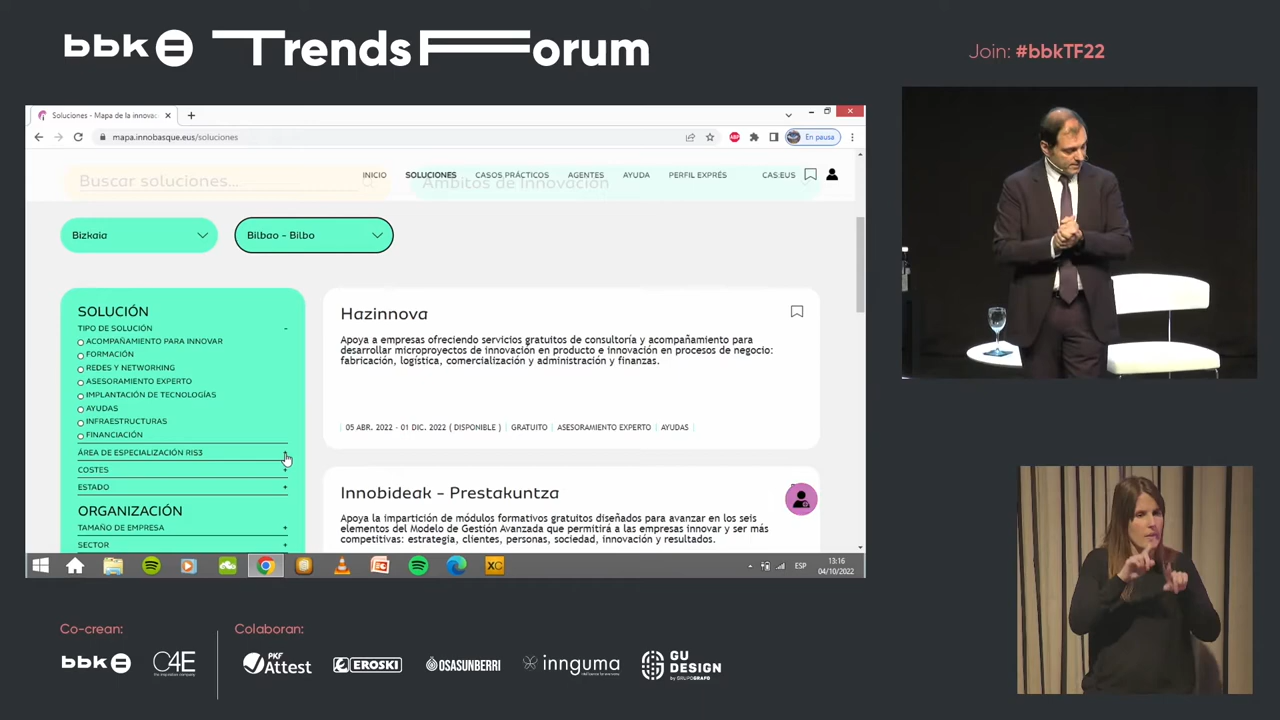 bbk Trends Forum
Join: #bbkTF22
Soluciones - Mapa de la innova
mapa.innobasque.eus/soluciones
En pausa
Buscar soluciones...
Ámbitos de Innovación
INICIO SOLUCIONES CASOS PRÁCTICOS AGENTES AYUDA PERFIL EXPRÉS CAS:EUS
Bizkaia
Bilbao - Bilbo
SOLUCIÓN
TIPO DE SOLUCIÓN -
ACOMPAÑAMIENTO PARA INNOVAR
FORMACIÓN
REDES Y NETWORKING
ASESORAMIENTO EXPERTO
IMPLANTACIÓN DE TECNOLOGÍAS
AYUDAS
INFRAESTRUCTURAS
FINANCIACIÓN
ÁREA DE ESPECIALIZACIÓN RIS3
COSTES +
ESTADO +
ORGANIZACIÓN
TAMAÑO DE EMPRESA +
SECTOR +
Hazinnova
Apoya a empresas ofreciendo servicios gratuitos de consultoría y acompañamiento para
desarrollar microproyectos de innovación en producto e innovación en procesos de negocio:
fabricación, logística, comercialización y administración y finanzas.
05 ABR. 2022 - 01 DIC. 2022 ( DISPONIBLE ) | GRATUITO | ASESORAMIENTO EXPERTO | AYUDAS |
Innobideak - Prestakuntza
Apoya la impartición de módulos formativos gratuitos diseñados para avanzar en los seis
elementos del Modelo de Gestión Avanzada que permitirá a las empresas innovar y ser más
competitivas: estrategia, clientes, personas, sociedad, innovación y resultados.
XC
ESP
13:16
04/10/2022
Co-crean:
Colaboran:
bbk
C4E
PKF
Attest
EROSKI
OSASUNBERRI
innguma
GU
DESIGN
by GRUPOGRAFO